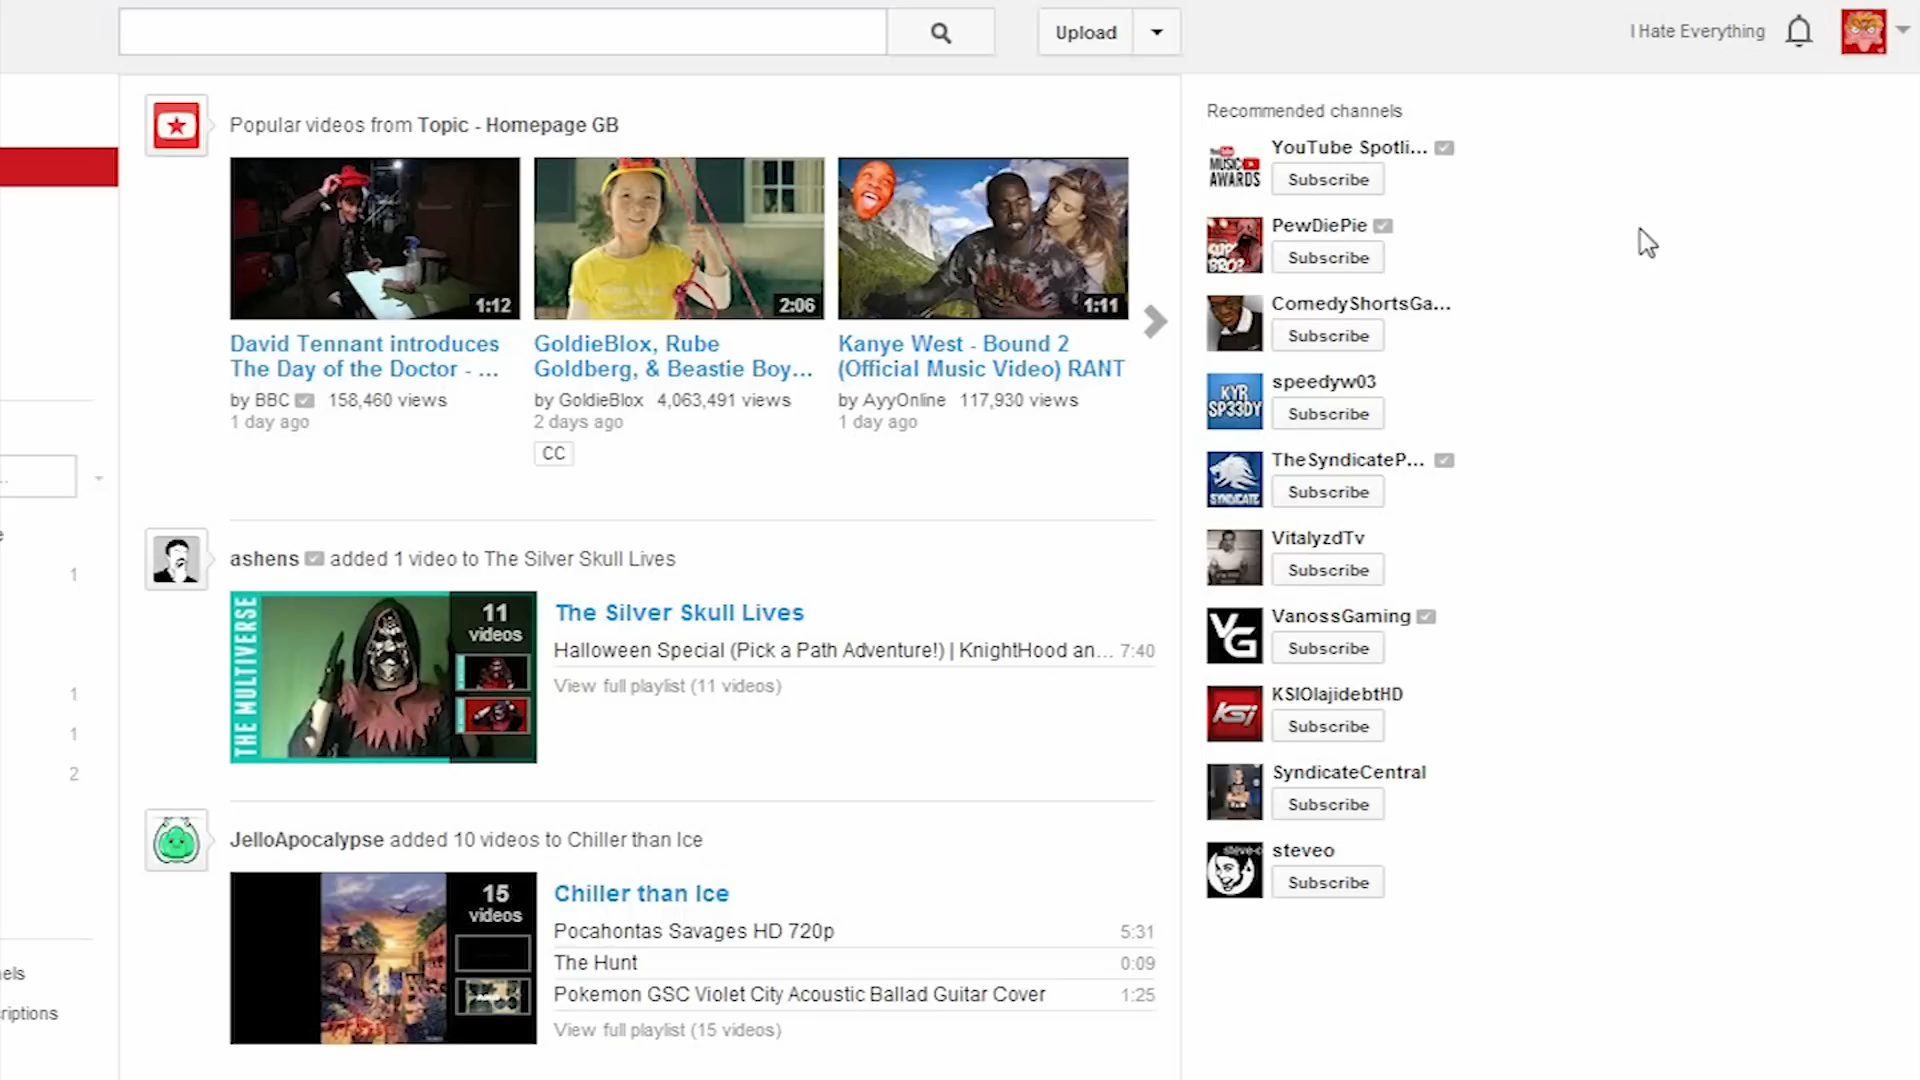 Upload
I Hate Everything
Popular videos from Topic - Homepage GB
1:12
2:06
1:11
David Tennant introduces
The Day of the Doctor - ...
by BBC 158,460 views
1 day ago
GoldieBlox, Rube
Goldberg, & Beastie Boy...
by GoldieBlox 4,063,491 views
2 days ago
CC
Kanye West - Bound 2
(Official Music Video) RANT
by AyyOnline 117,930 views
1 day ago
ashens added 1 video to The Silver Skull Lives
THE MULTIVERSE
11
videos
The Silver Skull Lives
Halloween Special (Pick a Path Adventure!) | KnightHood an... 7:40
View full playlist (11 videos)
JelloApocalypse added 10 videos to Chiller than Ice
15
videos
Chiller than Ice
Pocahontas Savages HD 720p 5:31
The Hunt 0:09
Pokemon GSC Violet City Acoustic Ballad Guitar Cover 1:25
View full playlist (15 videos)
Recommended channels
MUSIC
AWARDS
YouTube Spotli...
Subscribe
BRO?
PewDiePie
Subscribe
ComedyShortsGa...
Subscribe
KYR
SP33DY
speedyw03
Subscribe
SYNDICATE
TheSyndicateP...
Subscribe
VitalyzdTv
Subscribe
VG
VanossGaming
Subscribe
KSI
KSIOlajidebtHD
Subscribe
SyndicateCentral
Subscribe
steveo
Subscribe
..
e
1
1
1
2
els
riptions